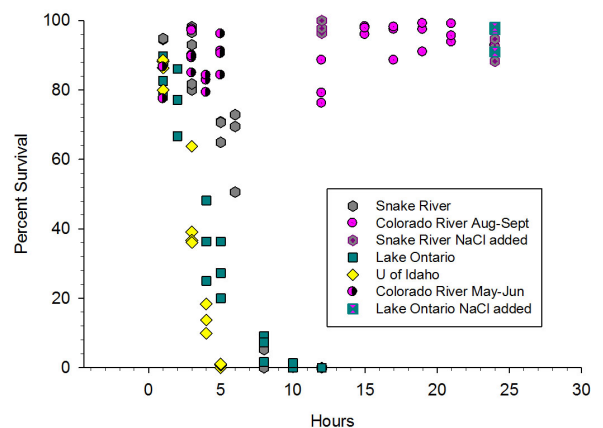 100
80
60
40
20
0
Percent Survival
Snake River
Colorado River Aug-Sept
Snake River NaCl added
Lake Ontario
U of Idaho
Colorado River May-Jun
Lake Ontario NaCl added
0 5 10 15 20 25 30
Hours